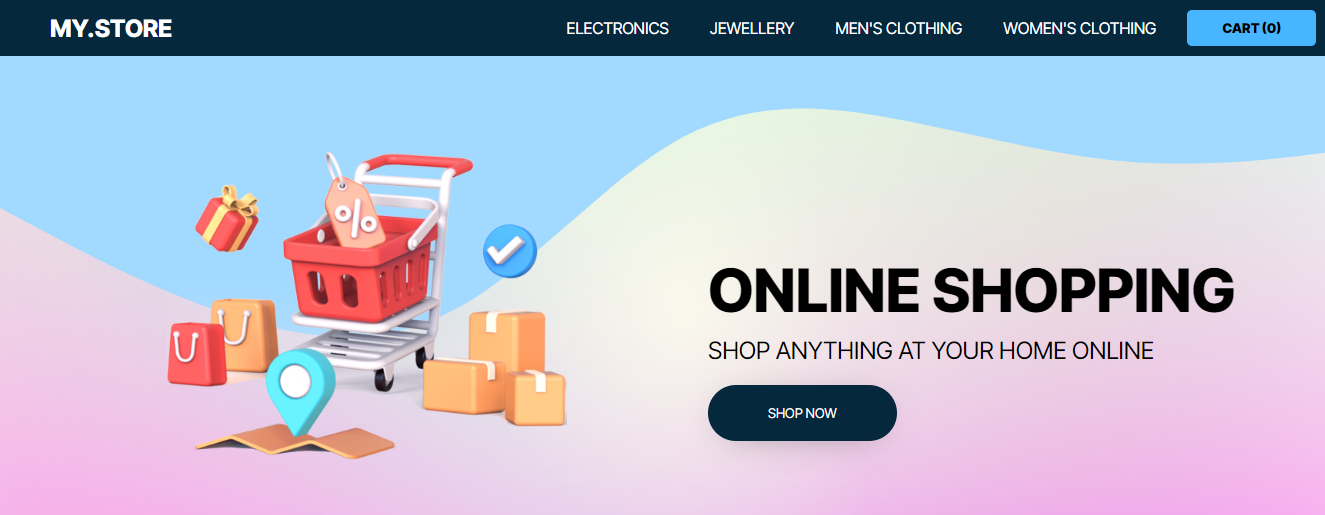 MY.STORE
ELECTRONICS
JEWELLERY
MEN'S CLOTHING
WOMEN'S CLOTHING
CART (0)
%
ONLINE SHOPPING
SHOP ANYTHING AT YOUR HOME ONLINE
SHOP NOW